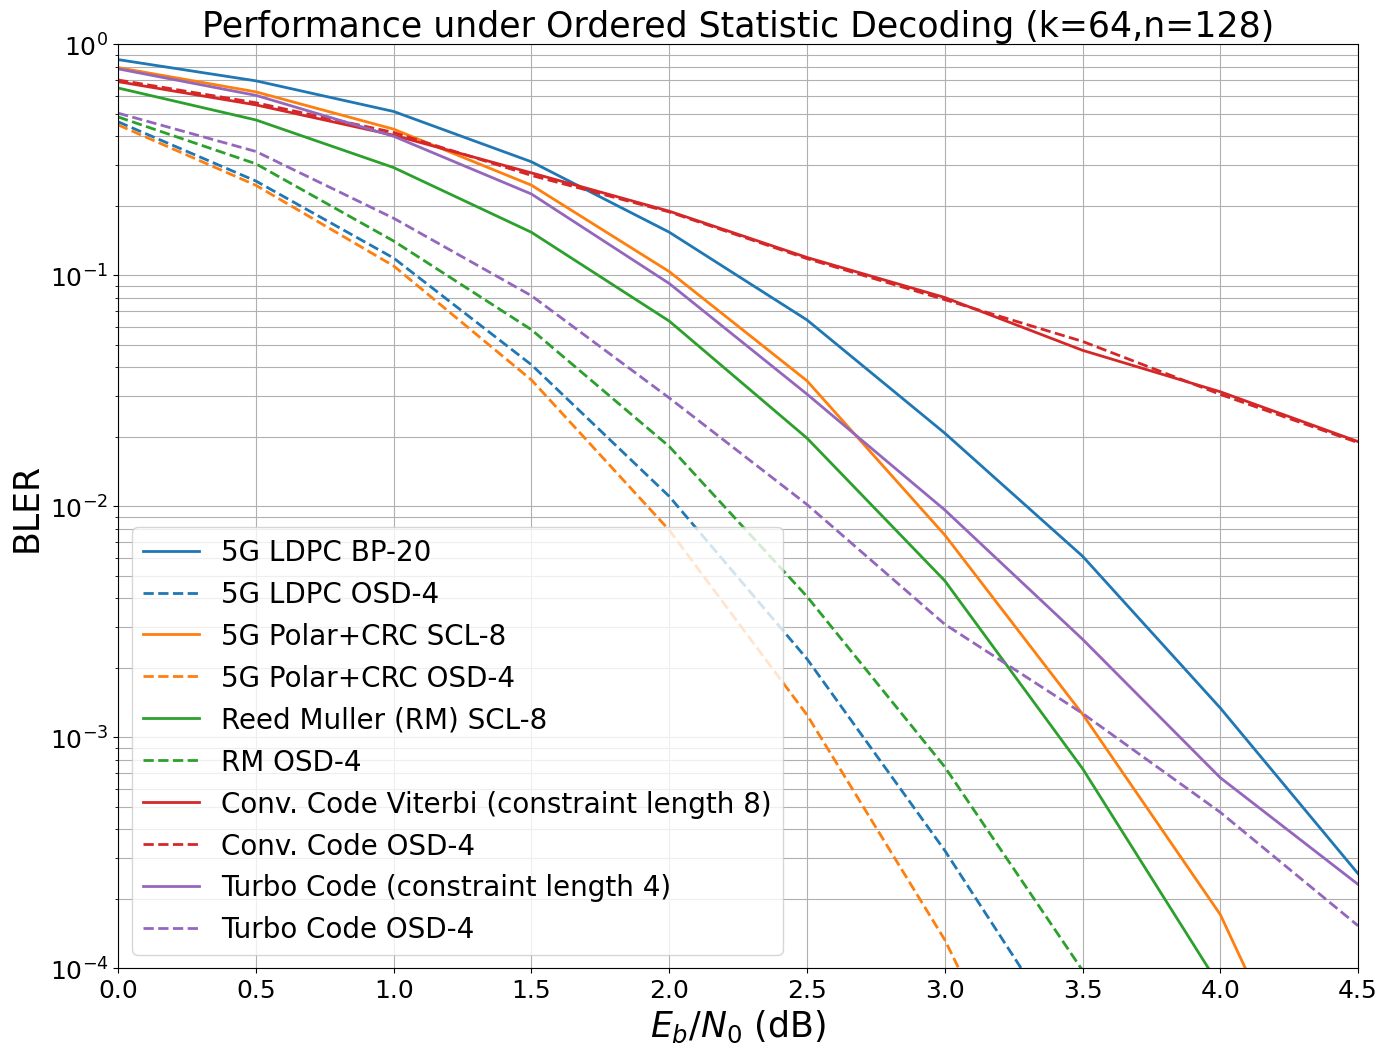 Performance under Ordered Statistic Decoding (k=64,n=128)
10⁰
10⁻¹
10⁻²
10⁻³
10⁻⁴
BLER
5G LDPC BP-20
5G LDPC OSD-4
5G Polar+CRC SCL-8
5G Polar+CRC OSD-4
Reed Muller (RM) SCL-8
RM OSD-4
Conv. Code Viterbi (constraint length 8)
Conv. Code OSD-4
Turbo Code (constraint length 4)
Turbo Code OSD-4
0.0 0.5 1.0 1.5 2.0 2.5 3.0 3.5 4.0 4.5
E_b/N_0 (dB)